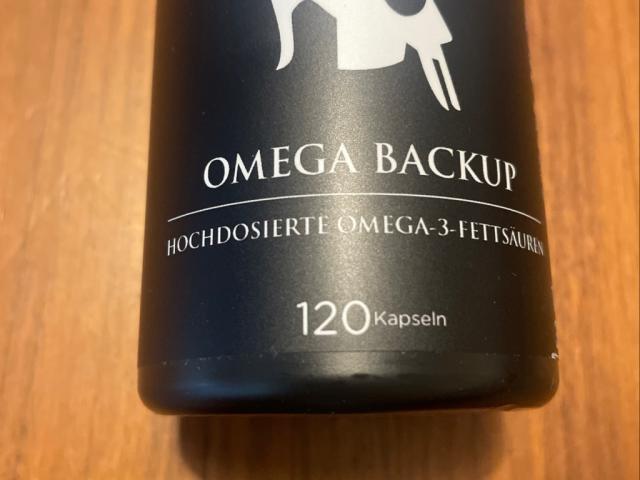 OMEGA BACKUP
HOCHDOSIERTE OMEGA-3-FETTSÄUREN
120 Kapseln